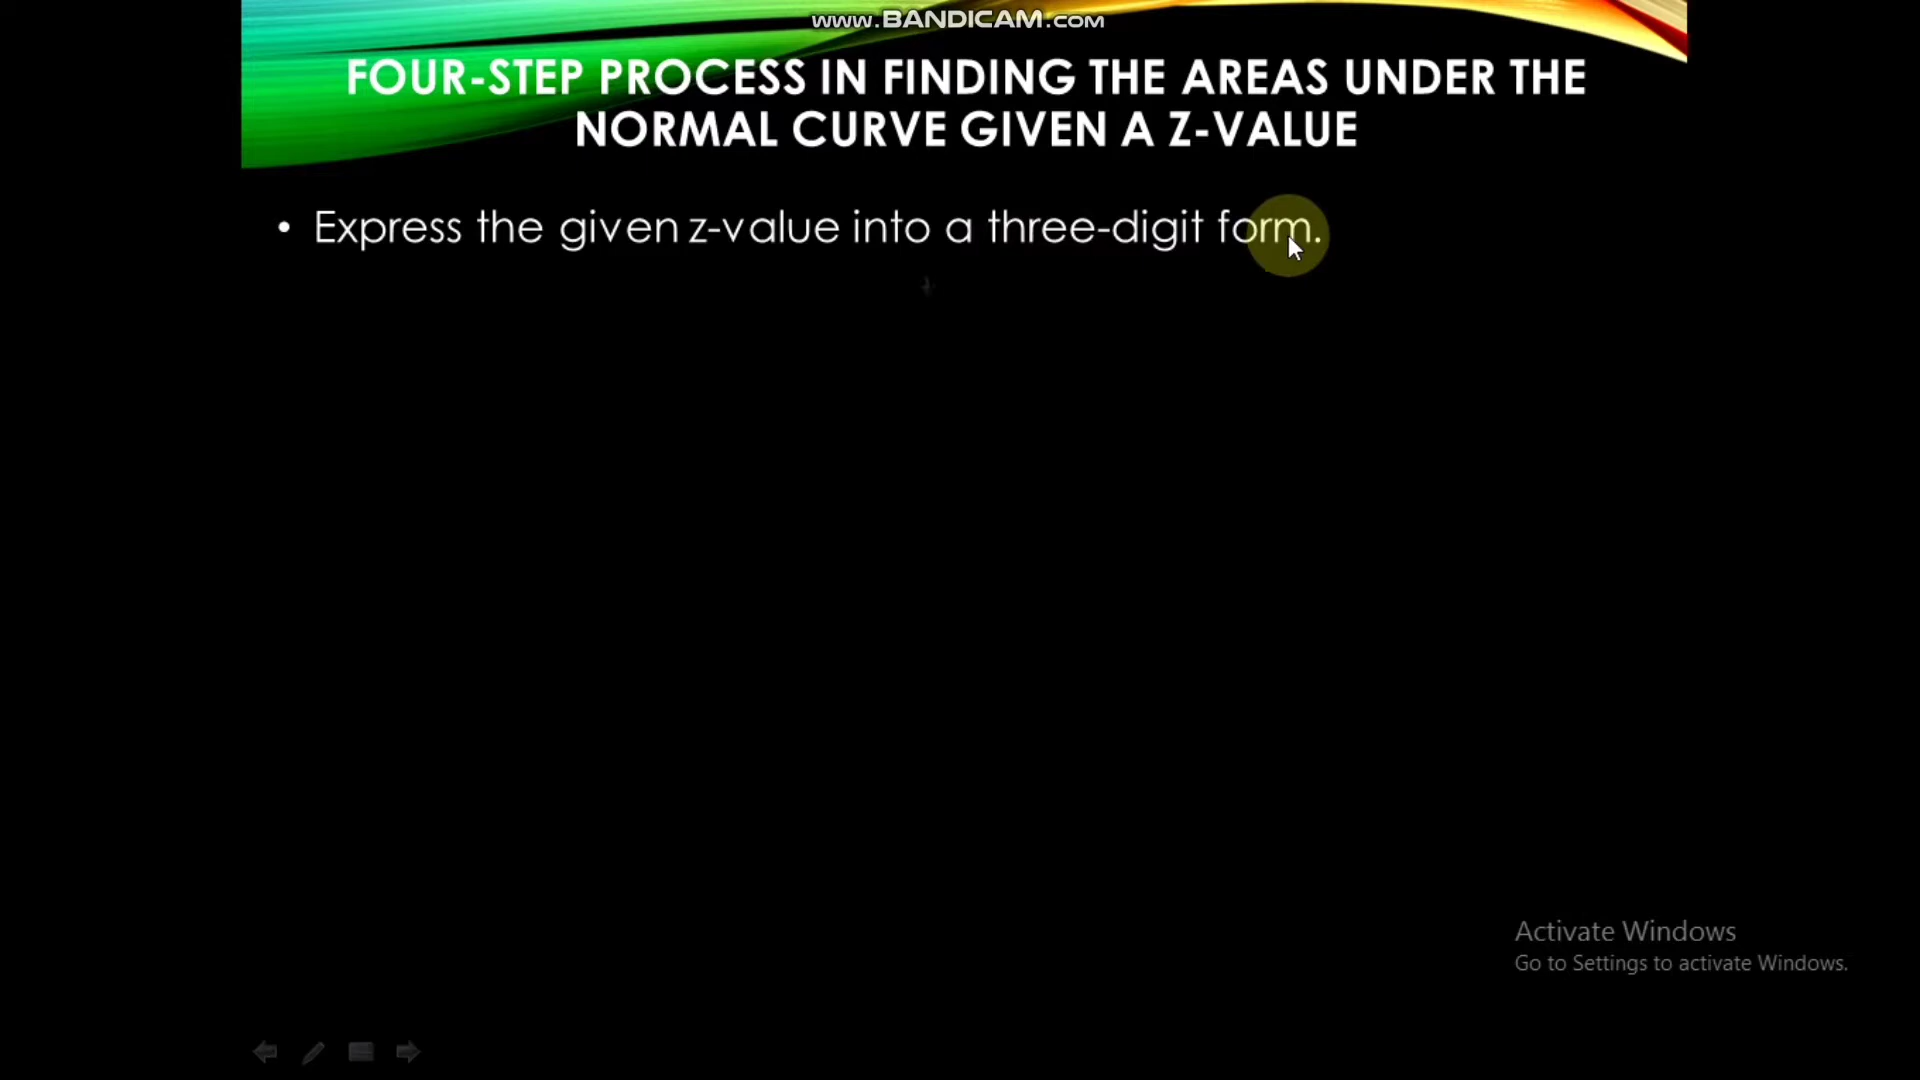 www.BANDICAM.com
FOUR-STEP PROCESS IN FINDING THE AREAS UNDER THE
NORMAL CURVE GIVEN A Z-VALUE
• Express the given z-value into a three-digit form.
Activate Windows
Go to Settings to activate Windows.